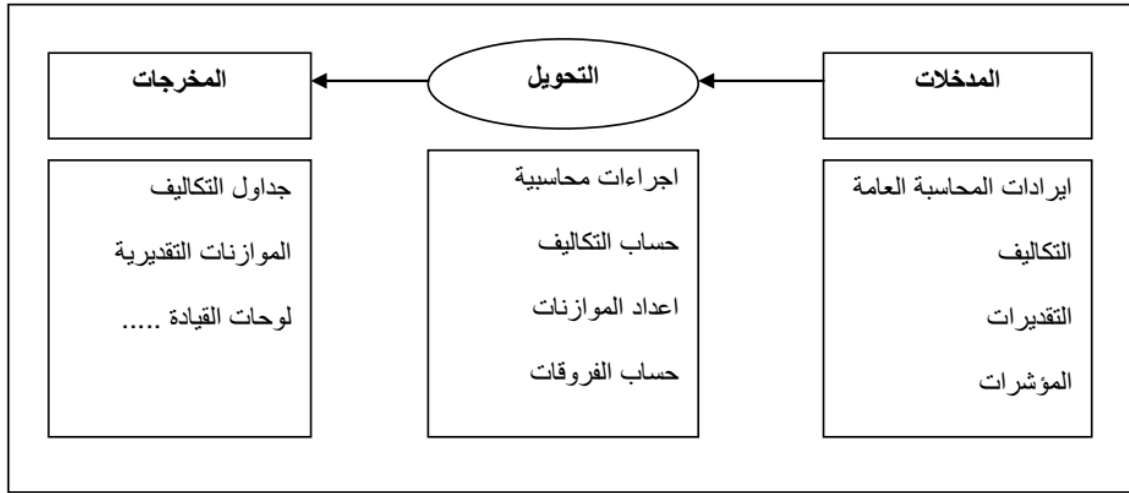 المدخلات
التحويل
المخرجات
ايرادات المحاسبة العامة
التكاليف
التقديرات
المؤشرات
اجراءات محاسبية
حساب التكاليف
اعداد الموازنات
حساب الفروقات
جداول التكاليف
الموازنات التقديرية
لوحات القيادة .....